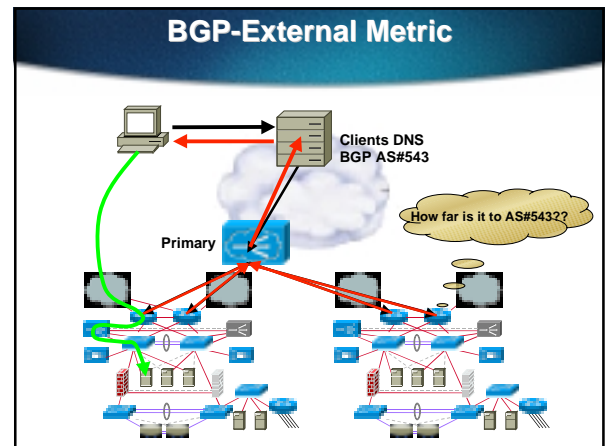 BGP-External Metric
Clients DNS
BGP AS#543
How far is it to AS#543??
Primary